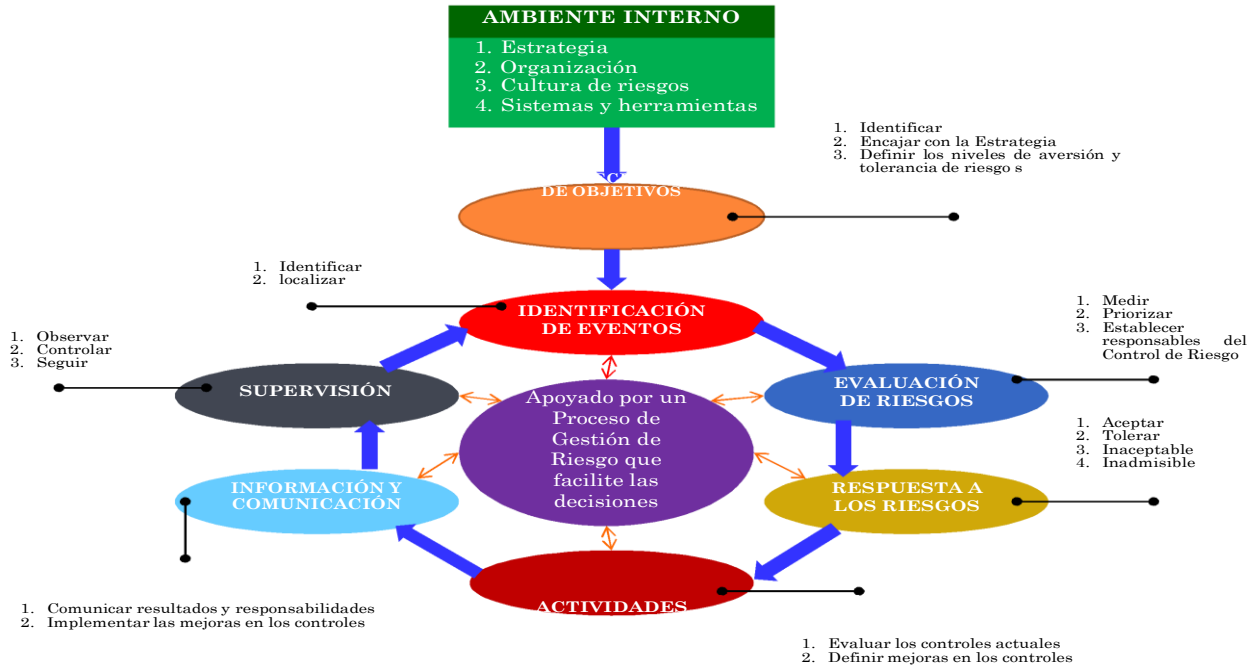 AMBIENTE INTERNO
1. Estrategia
2. Organización
3. Cultura de riesgos
4. Sistemas y herramientas
1. Identificar
2. Encajar con la Estrategia
3. Definir los niveles de aversión y
tolerancia de riesgo s
DE OBJETIVOS
1. Identificar
2. localizar
IDENTIFICACIÓN
DE EVENTOS
1. Medir
2. Priorizar
3. Establecer
responsables del
Control de Riesgo
1. Observar
2. Controlar
3. Seguir
SUPERVISIÓN
EVALUACIÓN
DE RIESGOS
Apoyado por un
Proceso de
Gestión de
Riesgo que
facilite las
decisiones
1. Aceptar
2. Tolerar
3. Inaceptable
4. Inadmisible
INFORMACIÓN Y
COMUNICACIÓN
RESPUESTA A
LOS RIESGOS
ACTIVIDADES
1. Comunicar resultados y responsabilidades
2. Implementar las mejoras en los controles
1. Evaluar los controles actuales
2. Definir mejoras en los controles